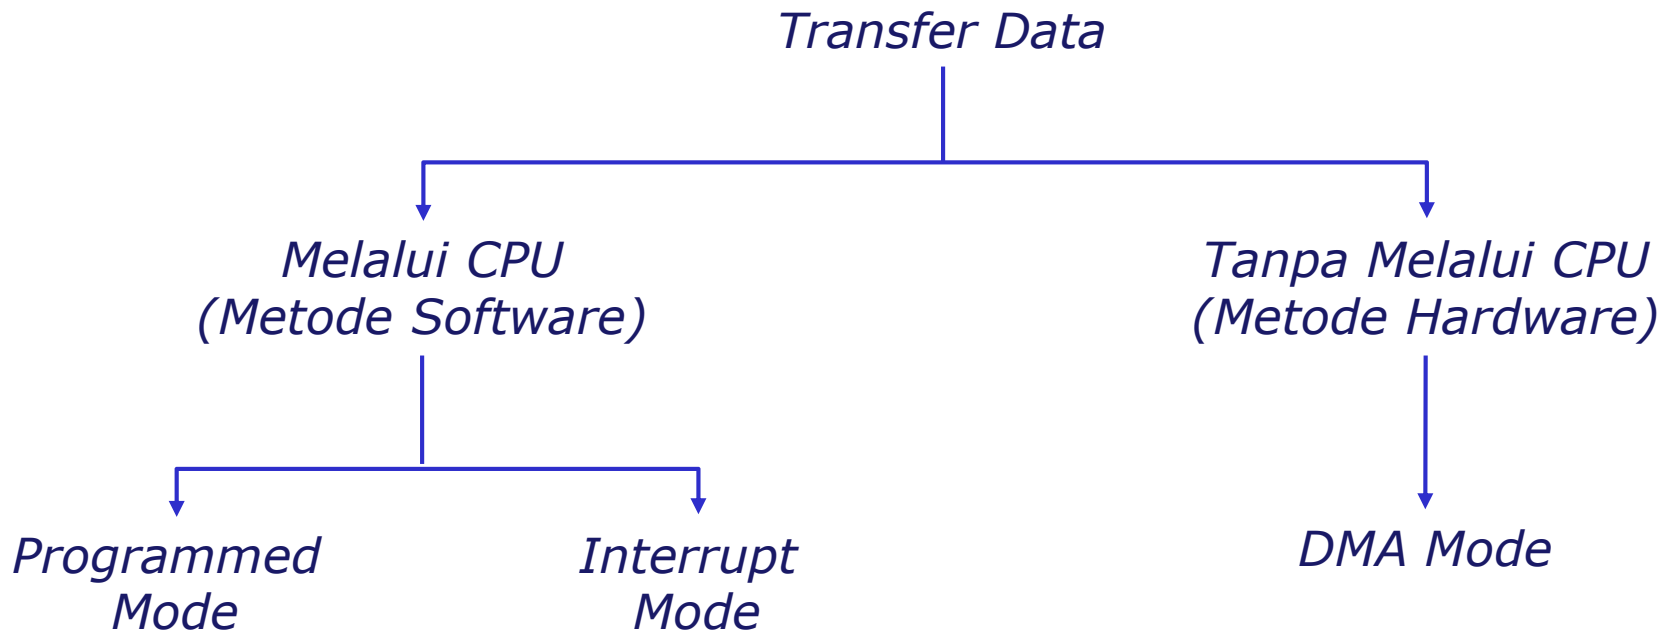 Transfer Data
Melalui CPU
(Metode Software)
Tanpa Melalui CPU
(Metode Hardware)
Programmed
Mode
Interrupt
Mode
DMA Mode